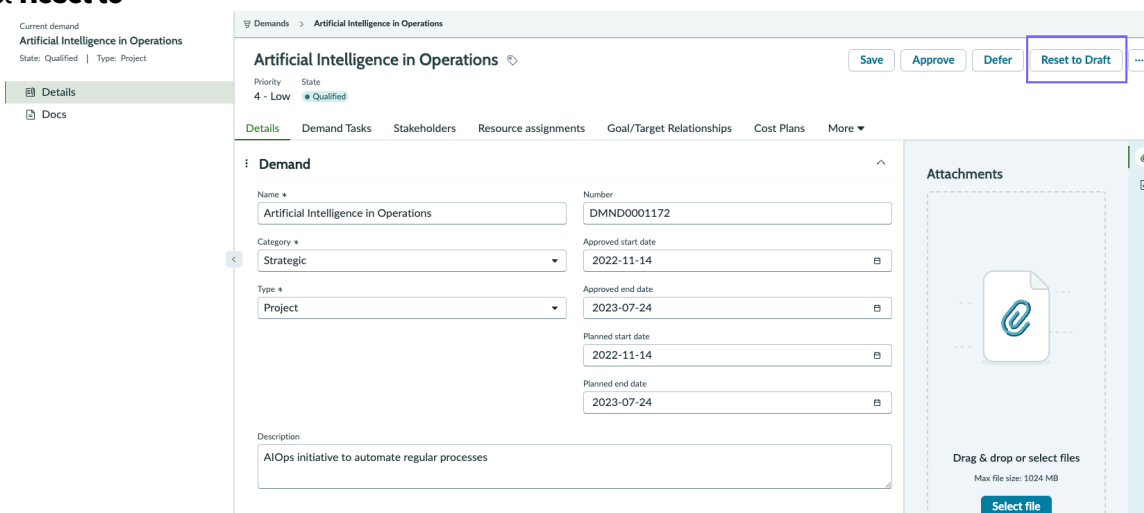 Reset to
Current demand
Artificial Intelligence in Operations
State: Qualified | Type: Project
Details
Docs
Demands > Artificial Intelligence in Operations
Artificial Intelligence in Operations
Save Approve Defer Reset to Draft ...
Priority State
4 - Low Qualified
Details Demand Tasks Stakeholders Resource assignments Goal/Target Relationships Cost Plans More
Demand
Name *
Artificial Intelligence in Operations
Category *
Strategic
Type *
Project
Number
DMND0001172
Approved start date
2022-11-14
Approved end date
2023-07-24
Planned start date
2022-11-14
Planned end date
2023-07-24
Description
AIOps initiative to automate regular processes
Attachments
Drag & drop or select files
Max file size: 1024 MB
Select file